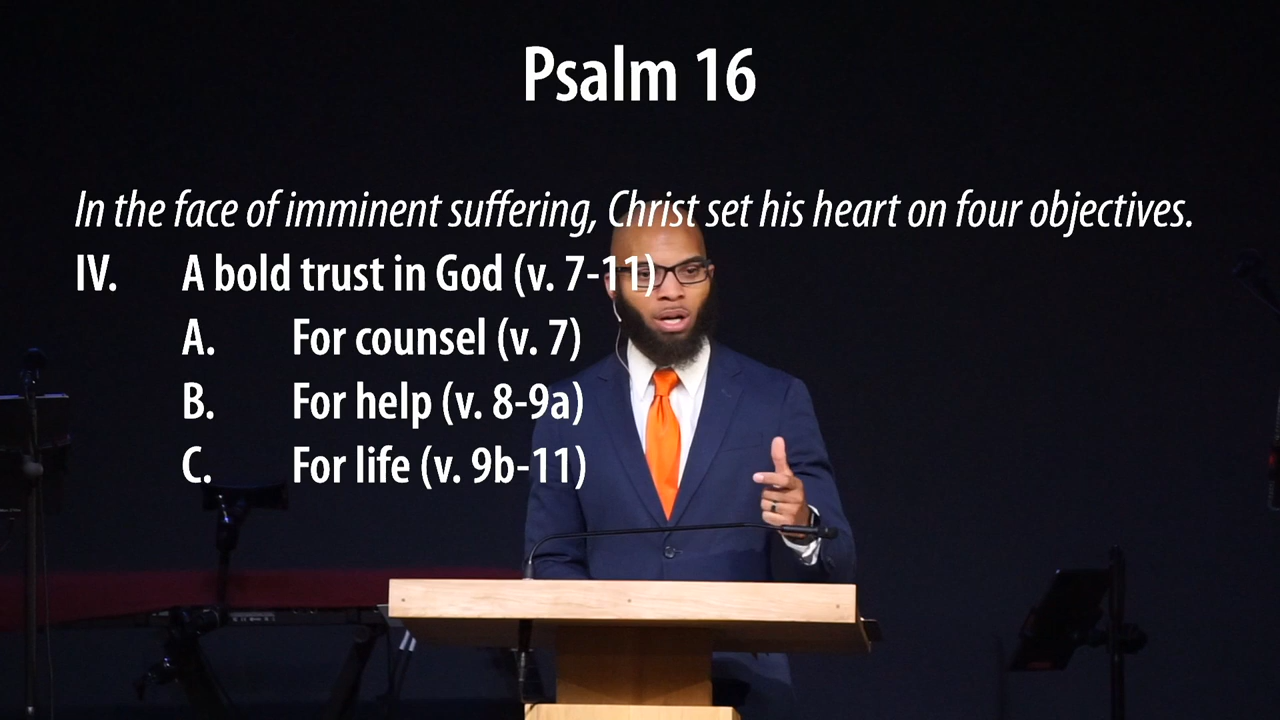 Psalm 16
In the face of imminent suffering, Christ set his heart on four objectives.
IV. A bold trust in God (v. 7-11)
A. For counsel (v. 7)
B. For help (v. 8-9a)
C. For life (v. 9b-11)